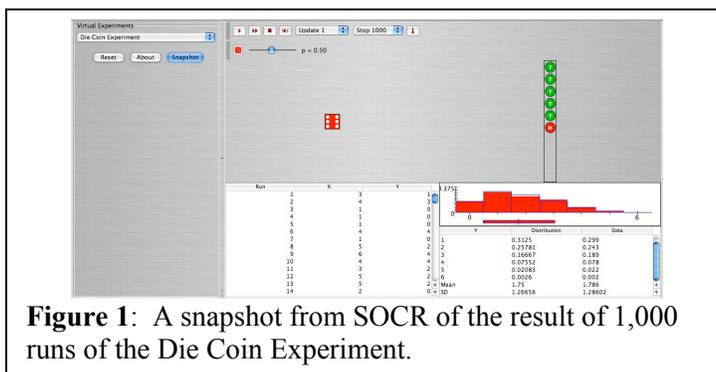 Virtual Experiments
Die Coin Experiment
Reset About Snapshot
Update 1 Stop 1000
p = 0.50
T
T
T
T
T
H
Run X Y
1 3 1
2 4 3
3 1 0
4 1 0
5 1 0
6 4 0
7 1 0
8 5 2
9 6 4
10 4 4
11 3 2
12 5 2
13 5 2
14 2 0
0 6
Y Distribution Data
1 0.3125 0.299
2 0.25781 0.243
3 0.16667 0.189
4 0.07552 0.078
5 0.02083 0.022
6 0.0026 0.002
Mean 1.75 1.786
SD 1.26656 1.28602
Figure 1: A snapshot from SOCR of the result of 1,000
runs of the Die Coin Experiment.